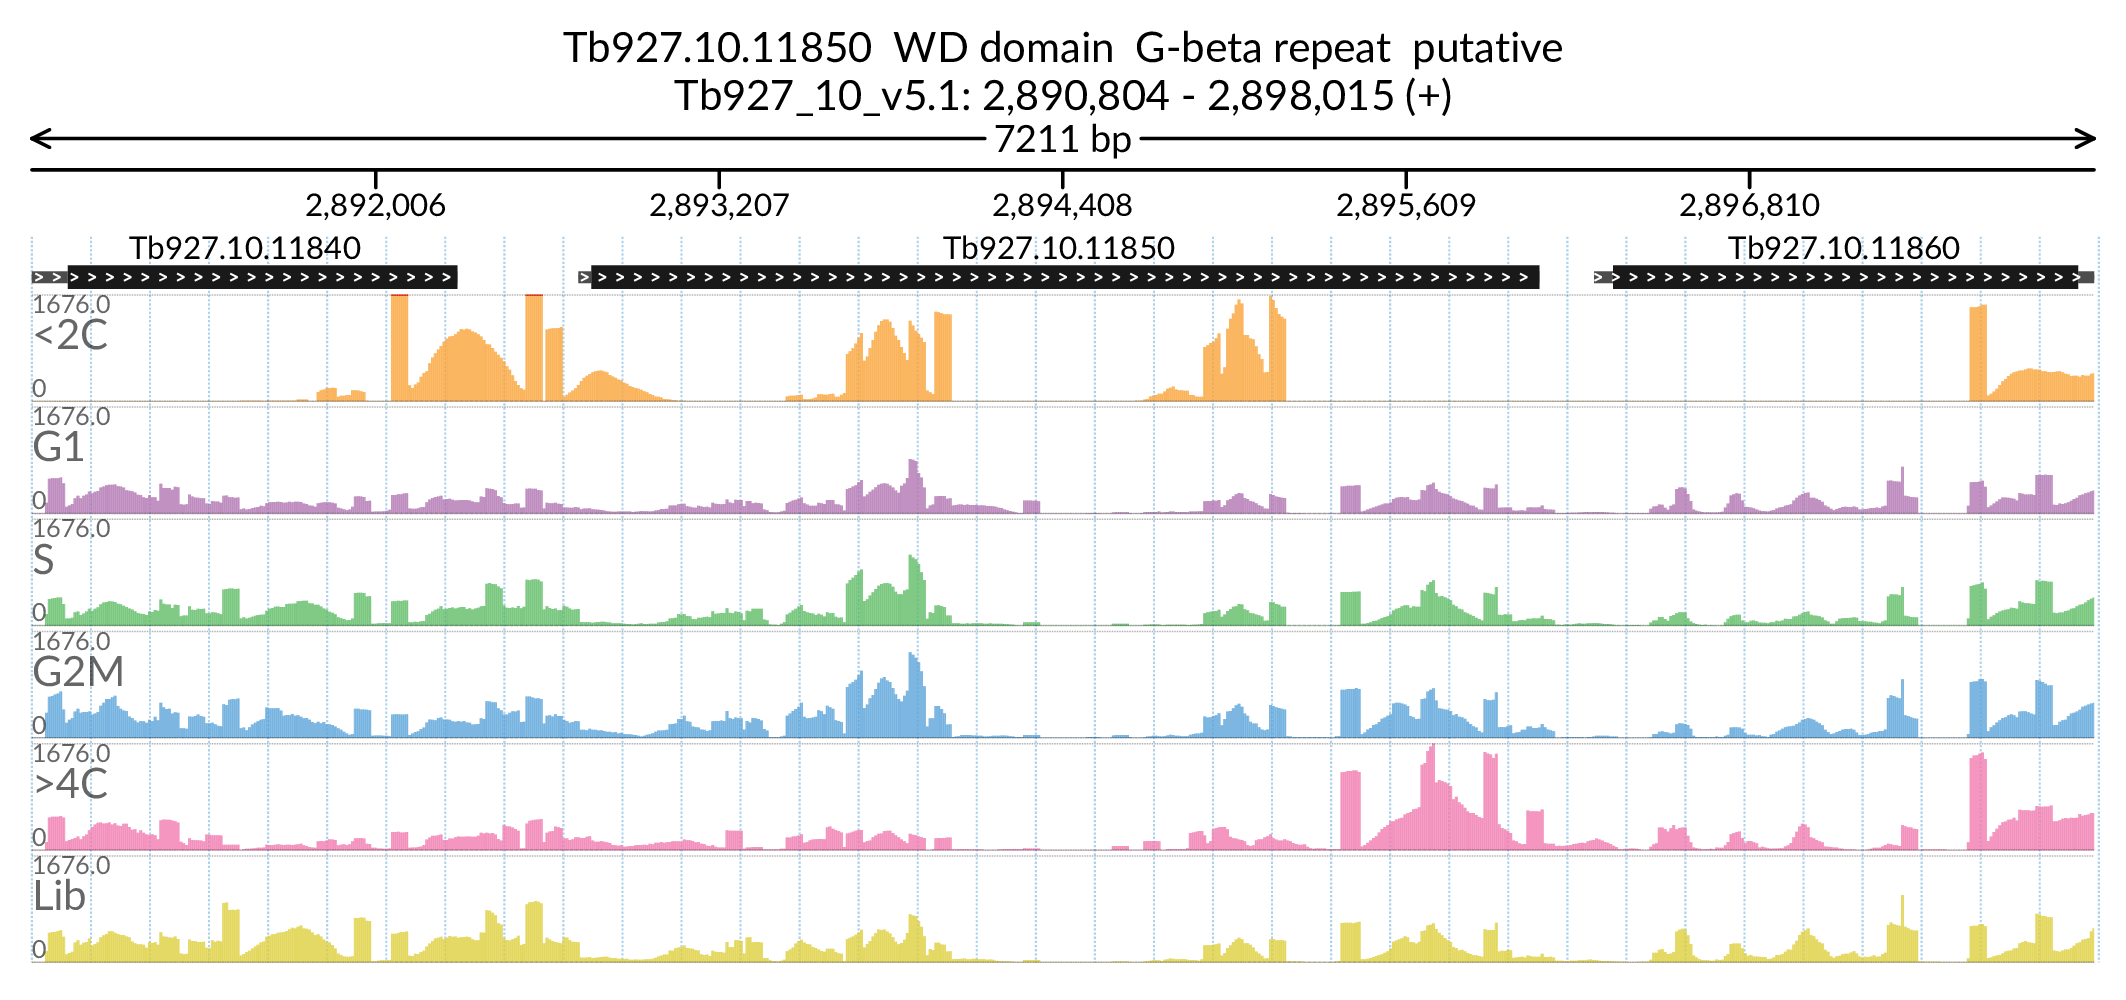 Tb927.10.11850  WD domain  G-beta repeat  putative
Tb927_10_v5.1: 2,890,804 - 2,898,015 (+)
7211 bp
2,892,006 2,893,207 2,894,408 2,895,609 2,896,810
Tb927.10.11840 Tb927.10.11850 Tb927.10.11860
1676.0
<2C
0
1676.0
G1
0
1676.0
S
0
1676.0
G2M
0
1676.0
>4C
0
1676.0
Lib
0